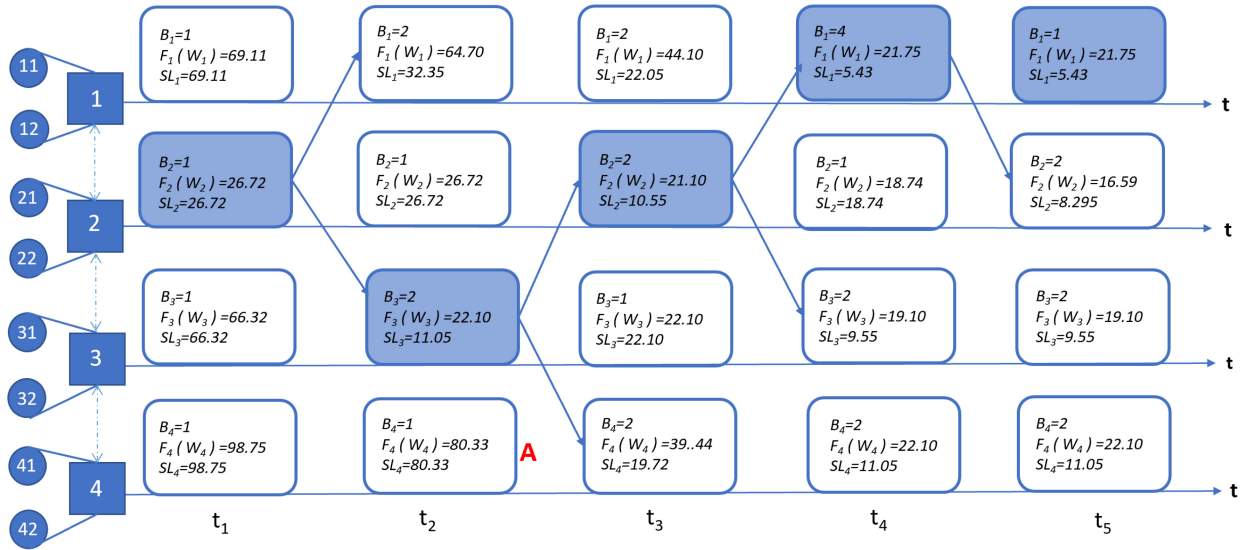 11
12
1
B1=1
F1 ( W1 ) =69.11
SL1=69.11
B1=2
F1 ( W1 ) =64.70
SL1=32.35
B1=2
F1 ( W1 ) =44.10
SL1=22.05
B1=4
F1 ( W1 ) =21.75
SL1=5.43
B1=1
F1 ( W1 ) =21.75
SL1=5.43
t
21
22
2
B2=1
F2 ( W2 ) =26.72
SL2=26.72
B2=1
F2 ( W2 ) =26.72
SL2=26.72
B2=2
F2 ( W2 ) =21.10
SL2=10.55
B2=1
F2 ( W2 ) =18.74
SL2=18.74
B2=2
F2 ( W2 ) =16.59
SL2=8.295
t
31
32
3
B3=1
F3 ( W3 ) =66.32
SL3=66.32
B3=2
F3 ( W3 ) =22.10
SL3=11.05
B3=1
F3 ( W3 ) =22.10
SL3=22.10
B3=2
F3 ( W3 ) =19.10
SL3=9.55
B3=2
F3 ( W3 ) =19.10
SL3=9.55
t
41
42
4
B4=1
F4 ( W4 ) =98.75
SL4=98.75
B4=1
F4 ( W4 ) =80.33
SL4=80.33
A
B4=2
F4 ( W4 ) =39..44
SL4=19.72
B4=2
F4 ( W4 ) =22.10
SL4=11.05
B4=2
F4 ( W4 ) =22.10
SL4=11.05
t
t1
t2
t3
t4
t5